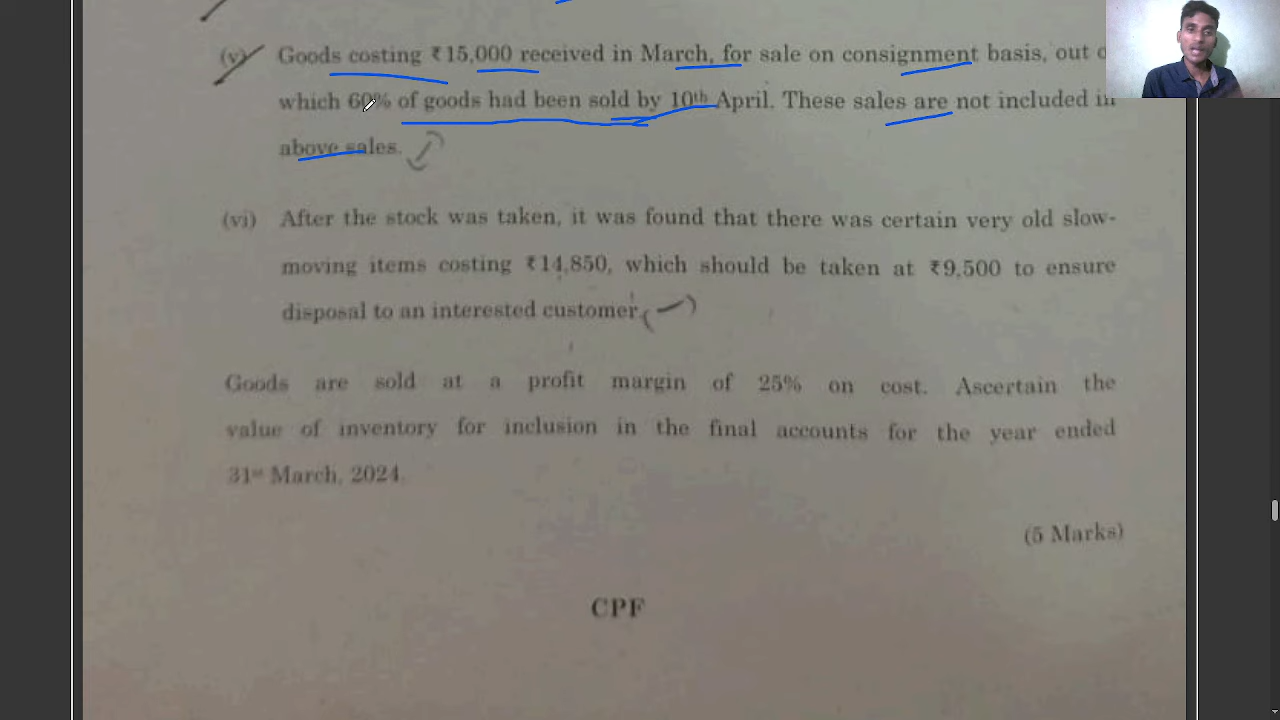 (v) Goods costing ₹15,000 received in March, for sale on consignment basis, out
which 60% of goods had been sold by 10th April. These sales are not included in
above sales.
(vi) After the stock was taken, it was found that there was certain very old slow-
moving items costing ₹14,850, which should be taken at ₹9,500 to ensure
disposal to an interested customer.
Goods are sold at a profit margin of 25% on cost. Ascertain the
value of inventory for inclusion in the final accounts for the year ended
31st March, 2024.
(5 Marks)
CPF